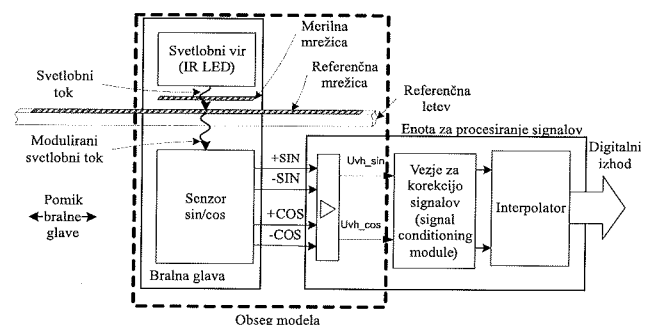 Svetlobni vir
(IR LED)
Merilna
mrežica
Svetlobni
tok
Referenčna
mrežica
Referenčna
letev
Modulirani
svetlobni tok
Enota za procesiranje signalov
Digitalni
izhod
Pomik
bralne
glave
Senzor
sin/cos
+SIN
-SIN
+COS
-COS
Uvh_sin
Uvh_cos
Vezje za
korekcijo
signalov
(signal
conditioning
module)
Interpolator
Bralna glava
Obseg modela